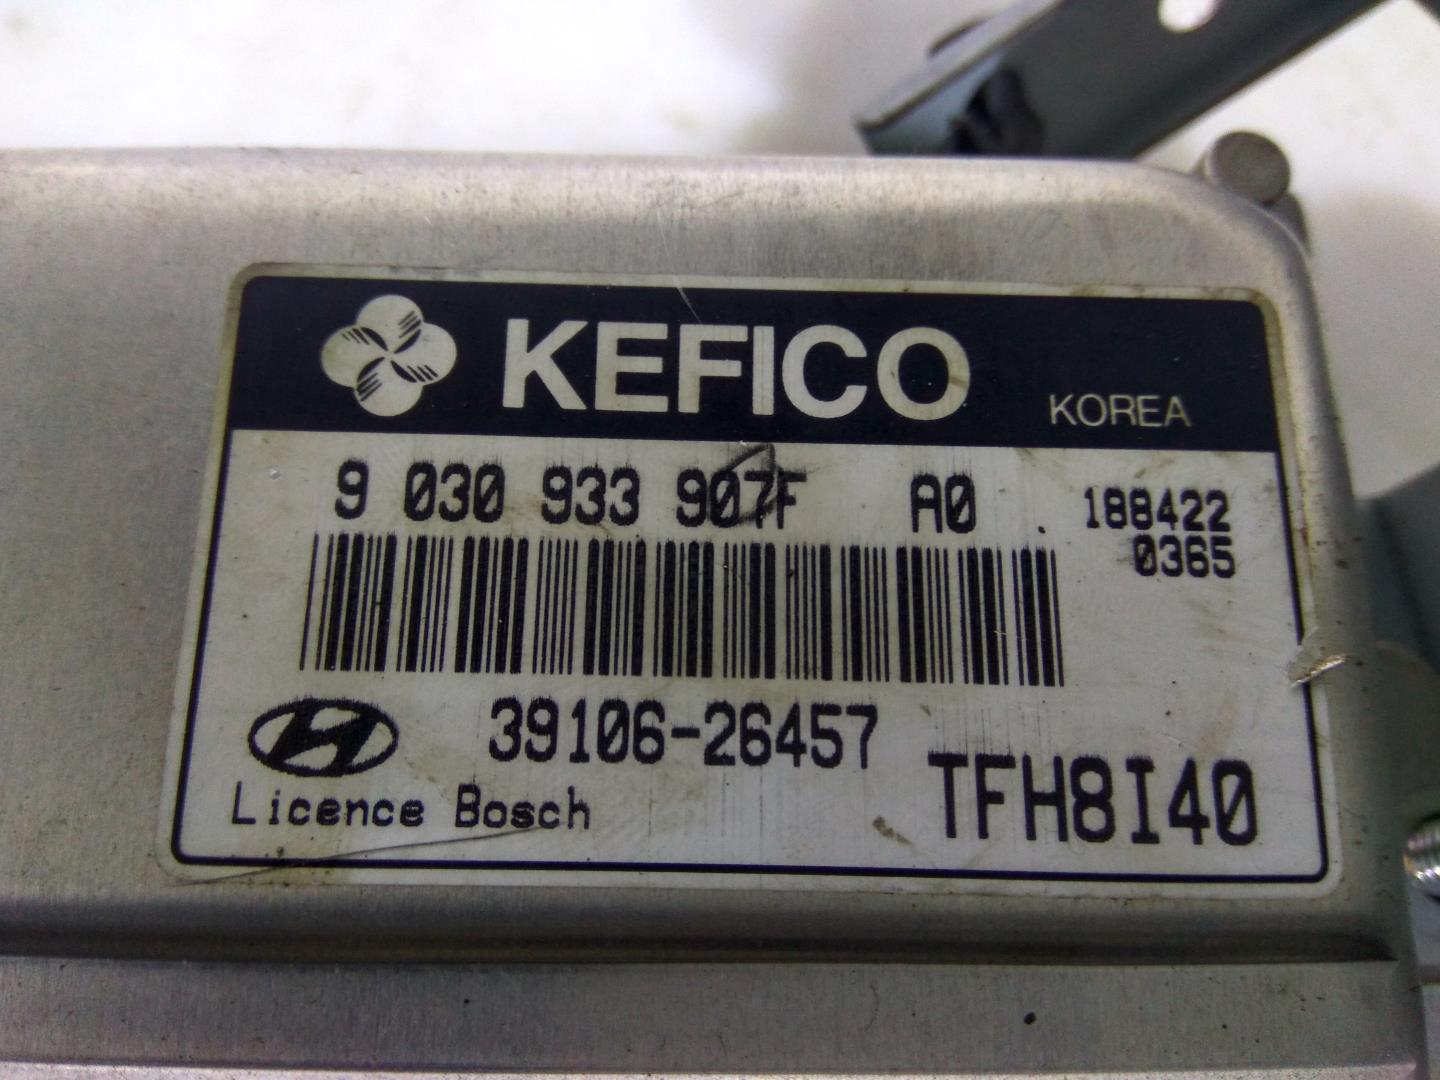 KEFICO KOREA
9 030 933 907F A0 188422
0365
39106-26457
Licence Bosch TFH8I40